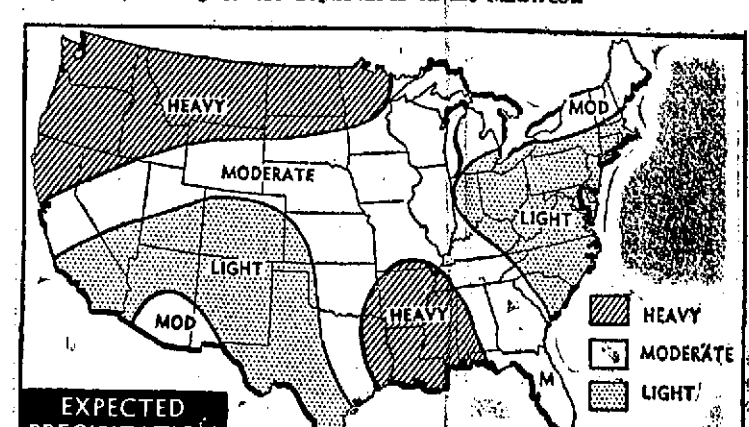 HEAVY
MOD
MODERATE
LIGHT
LIGHT
MOD
HEAVY
HEAVY
MODERATE
M
LIGHT
EXPECTED